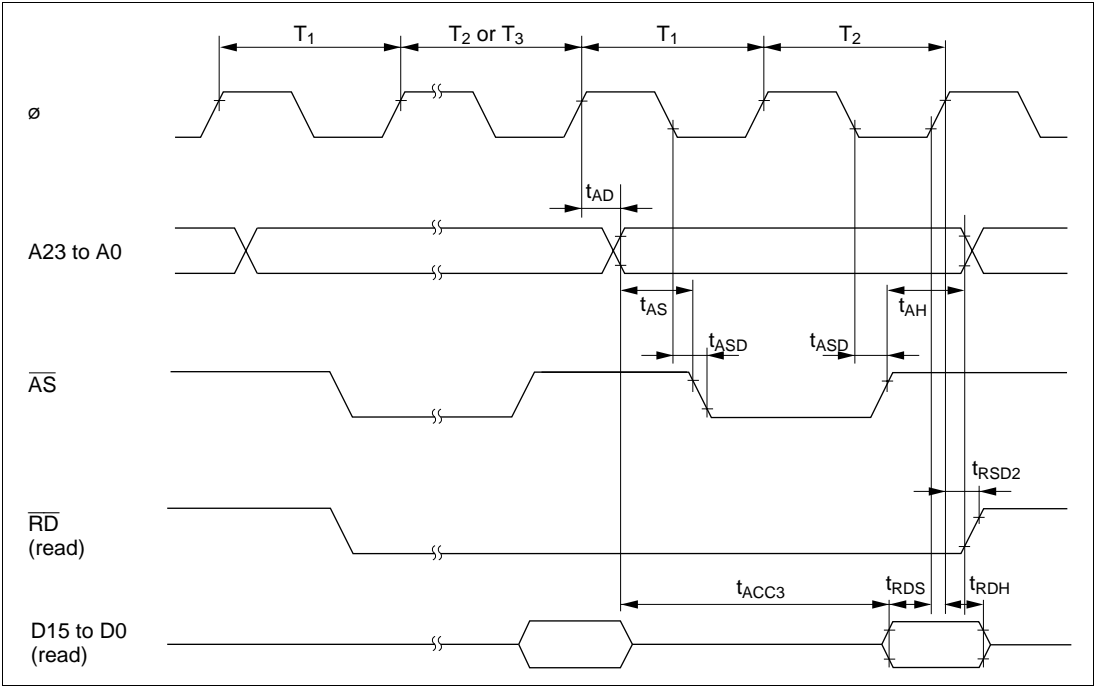 T1 T2 or T3 T1 T2
ø
tAD
A23 to A0
tAS tAH
tASD tASD
AS
tRSD2
RD
(read)
tACC3 tRDS tRDH
D15 to D0
(read)